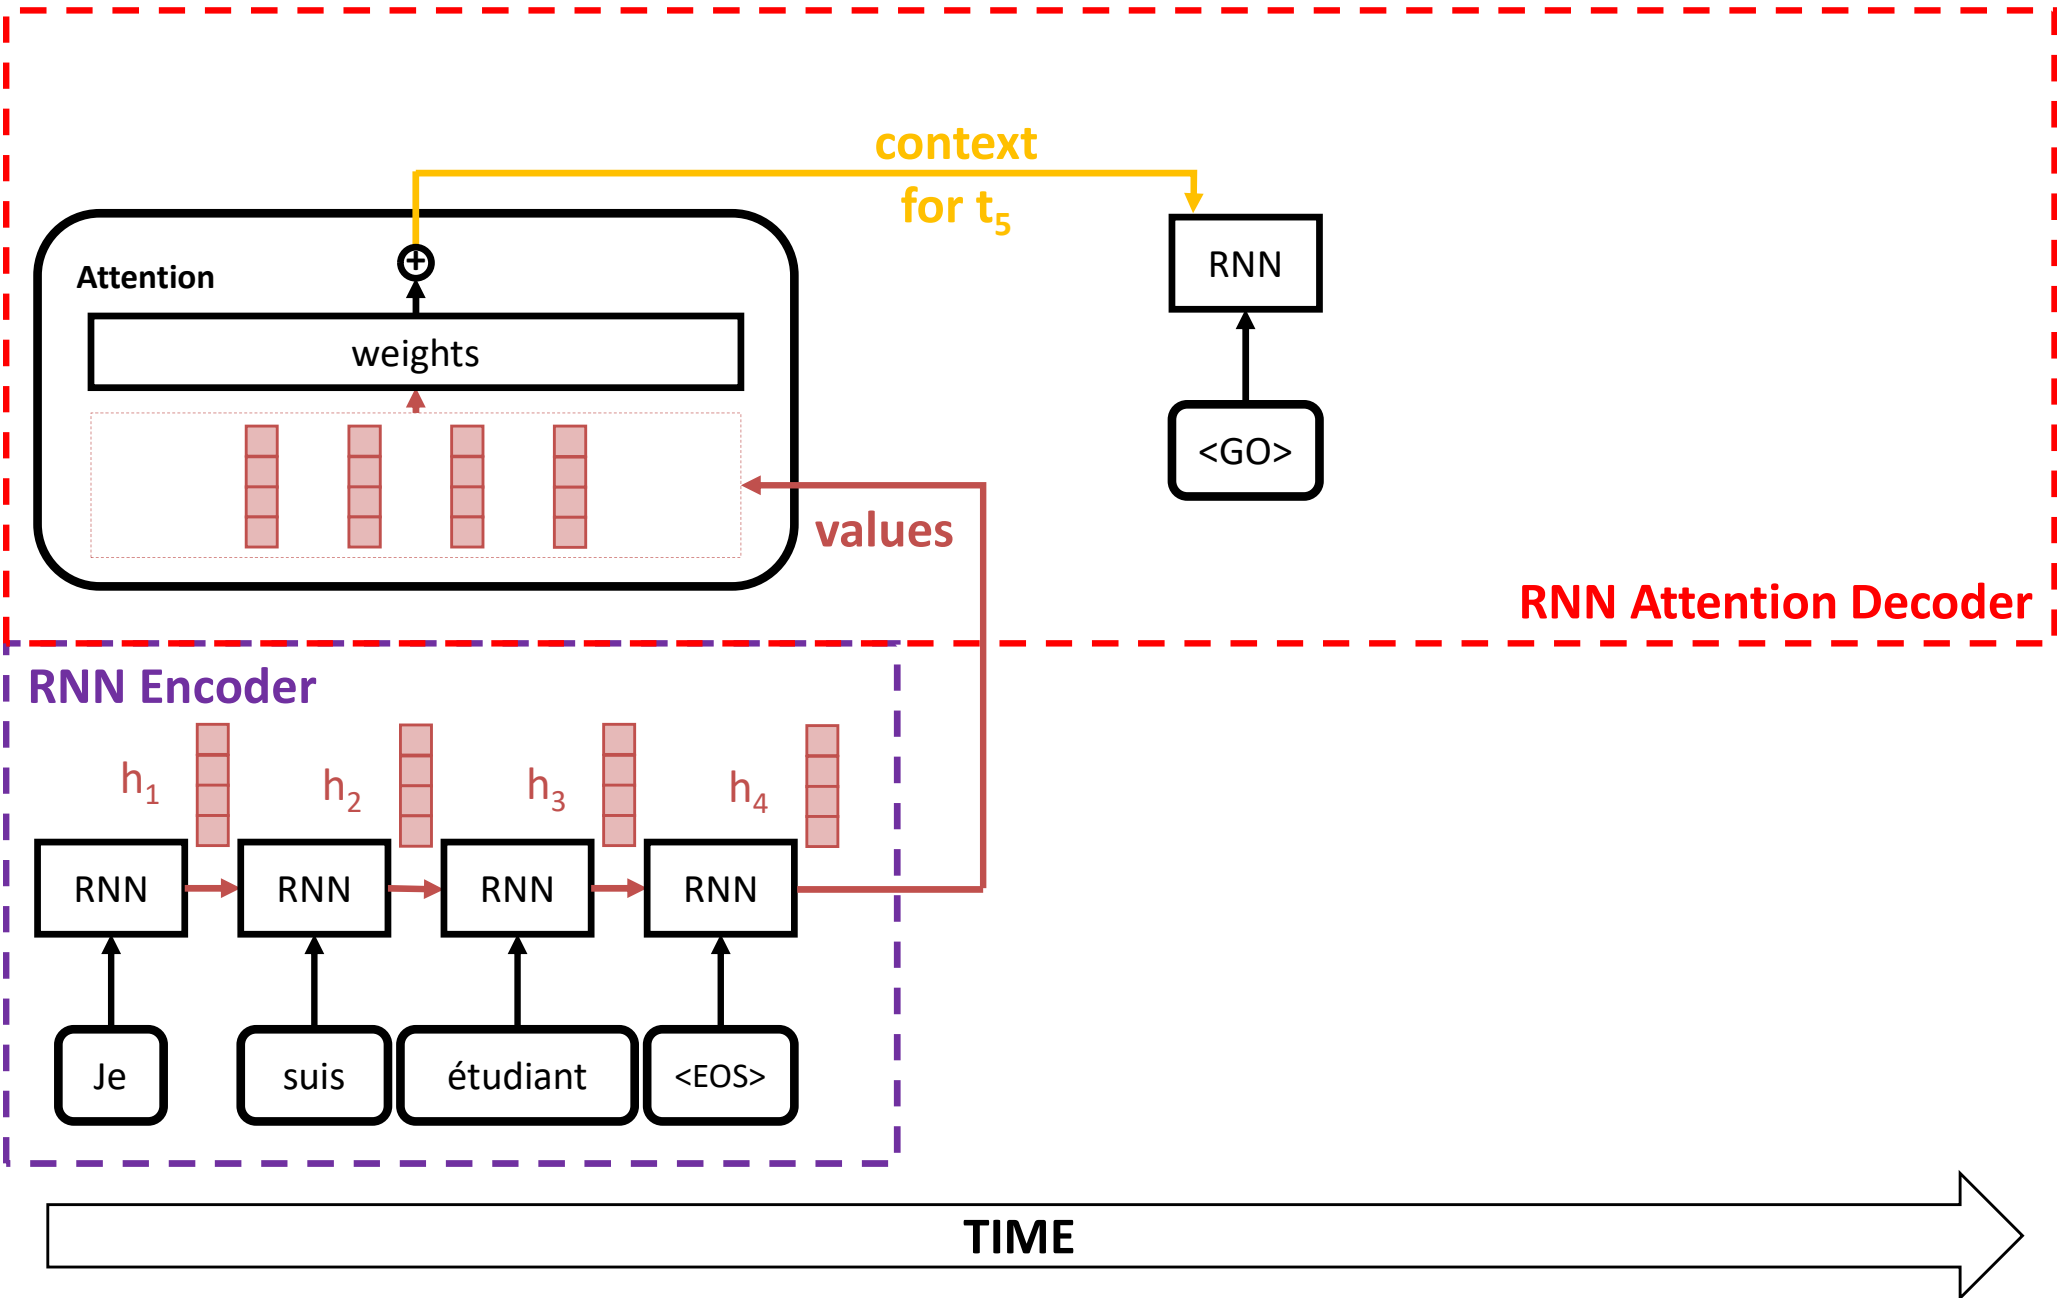 context
for t₅
Attention
+
RNN
weights
<GO>
values
RNN Attention Decoder
RNN Encoder
h₁
h₂
h₃
h₄
RNN
RNN
RNN
RNN
Je
suis
étudiant
<EOS>
TIME